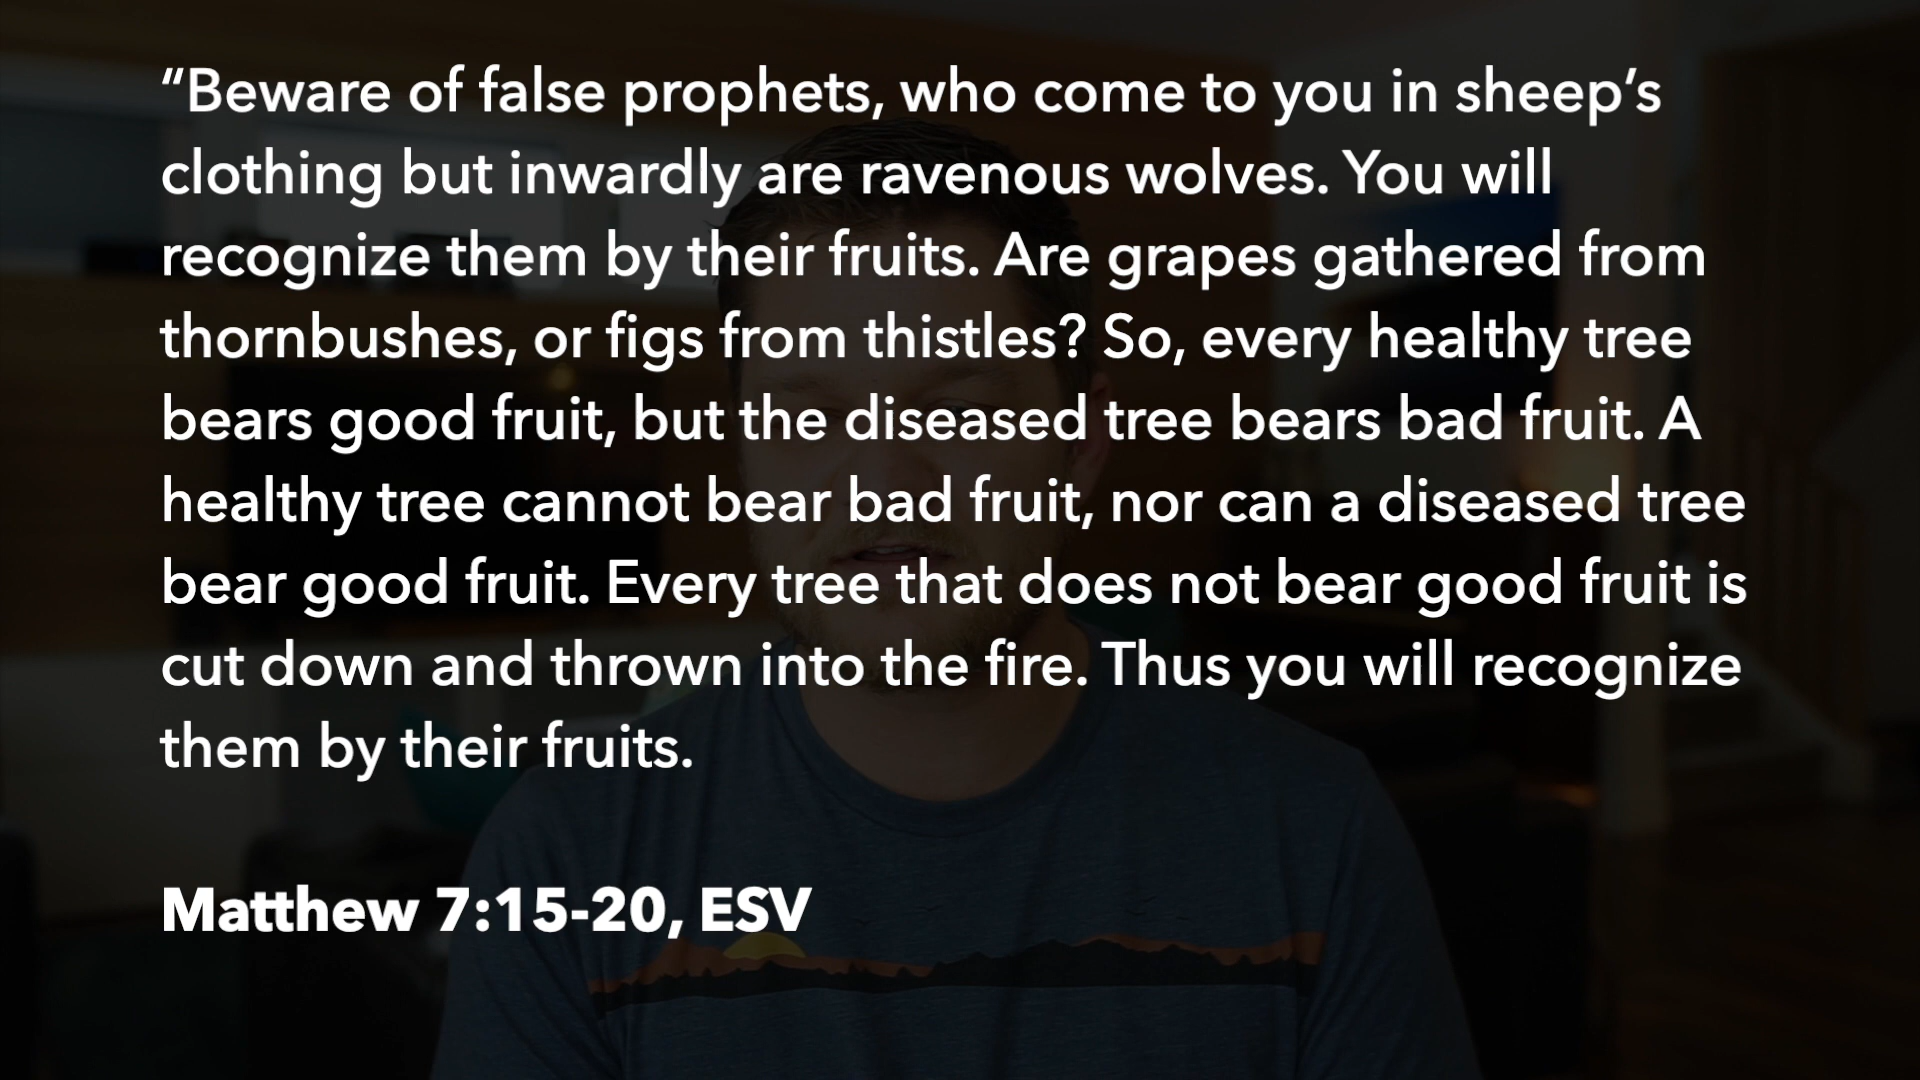 “Beware of false prophets, who come to you in sheep’s
clothing but inwardly are ravenous wolves. You will
recognize them by their fruits. Are grapes gathered from
thornbushes, or figs from thistles? So, every healthy tree
bears good fruit, but the diseased tree bears bad fruit. A
healthy tree cannot bear bad fruit, nor can a diseased tree
bear good fruit. Every tree that does not bear good fruit is
cut down and thrown into the fire. Thus you will recognize
them by their fruits.
Matthew 7:15-20, ESV